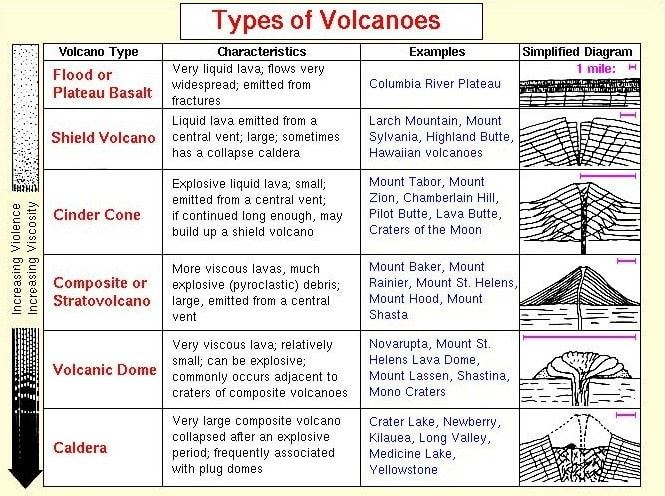 Types of Volcanoes
Volcano Type
Characteristics
Examples
Simplified Diagram
Flood or
Plateau Basalt
Very liquid lava; flows very
widespread; emitted from
fractures
Columbia River Plateau
1 mile:
Shield Volcano
Liquid lava emitted from a
central vent; large; sometimes
has a collapse caldera
Larch Mountain, Mount
Sylvania, Highland Butte,
Hawaiian volcanoes
Cinder Cone
Explosive liquid lava; small;
emitted from a central vent;
if continued long enough, may
build up a shield volcano
Mount Tabor, Mount
Zion, Chamberlain Hill,
Pilot Butte, Lava Butte,
Craters of the Moon
Increasing Violence
Increasing Viscosity
Composite or
Stratovolcano
More viscous lavas, much
explosive (pyroclastic) debris;
large, emitted from a central
vent
Mount Baker, Mount
Rainier, Mount St. Helens,
Mount Hood, Mount
Shasta
Volcanic Dome
Very viscous lava; relatively
small; can be explosive;
commonly occurs adjacent to
craters of composite volcanoes
Novarupta, Mount St.
Helens Lava Dome,
Mount Lassen, Shastina,
Mono Craters
Caldera
Very large composite volcano
collapsed after an explosive
period; frequently associated
with plug domes
Crater Lake, Newberry,
Kilauea, Long Valley,
Medicine Lake,
Yellowstone